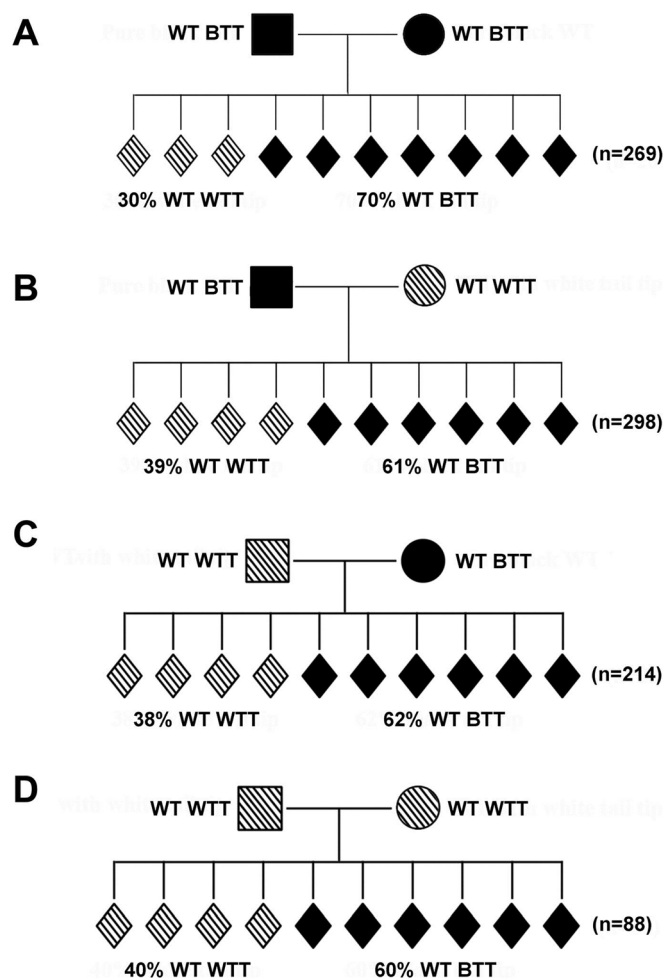 A
WT BTT WT BTT
(n=269)
30% WT WTT 70% WT BTT
B
WT BTT WT WTT
(n=298)
39% WT WTT 61% WT BTT
C
WT WTT WT BTT
(n=214)
38% WT WTT 62% WT BTT
D
WT WTT WT WTT
(n=88)
40% WT WTT 60% WT BTT